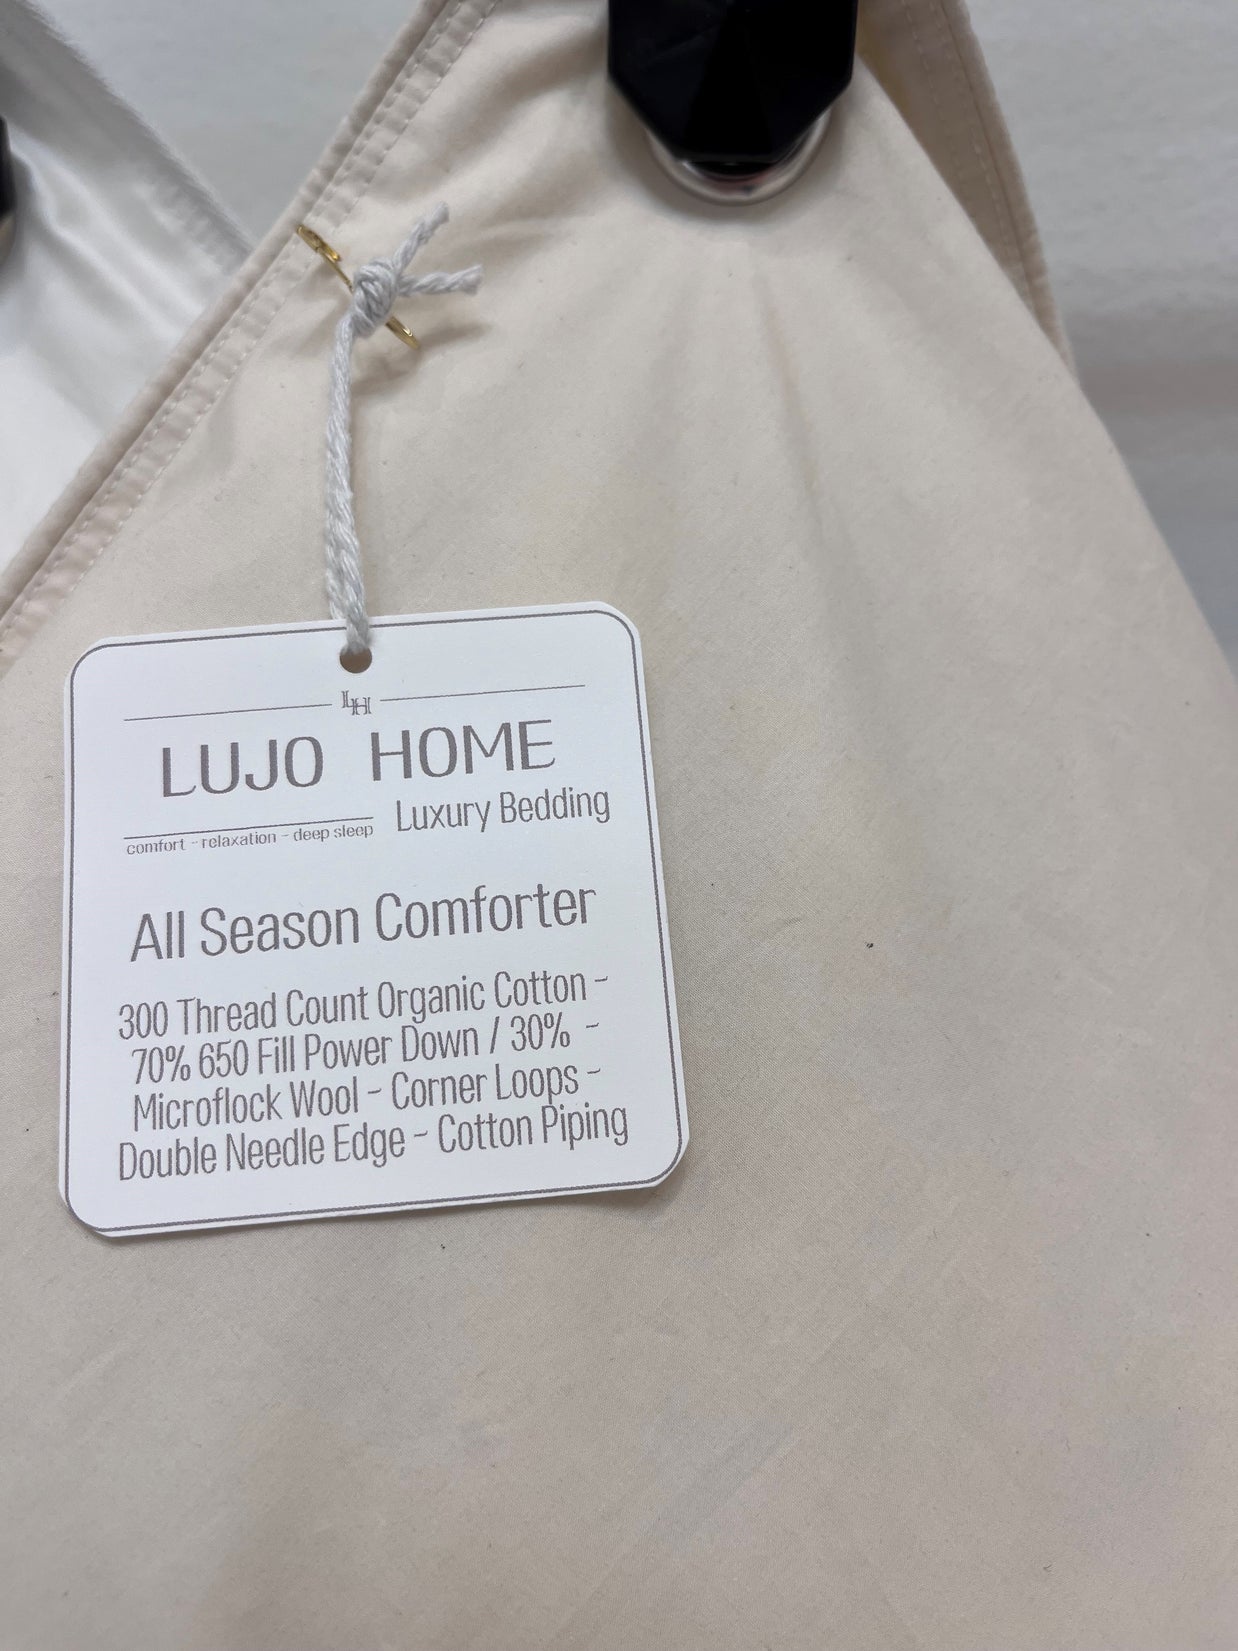 LH
LUJO HOME
Luxury Bedding
comfort - relaxation - deep sleep
All Season Comforter
300 Thread Count Organic Cotton -
70% 650 Fill Power Down / 30% -
Microflock Wool - Corner Loops -
Double Needle Edge - Cotton Piping